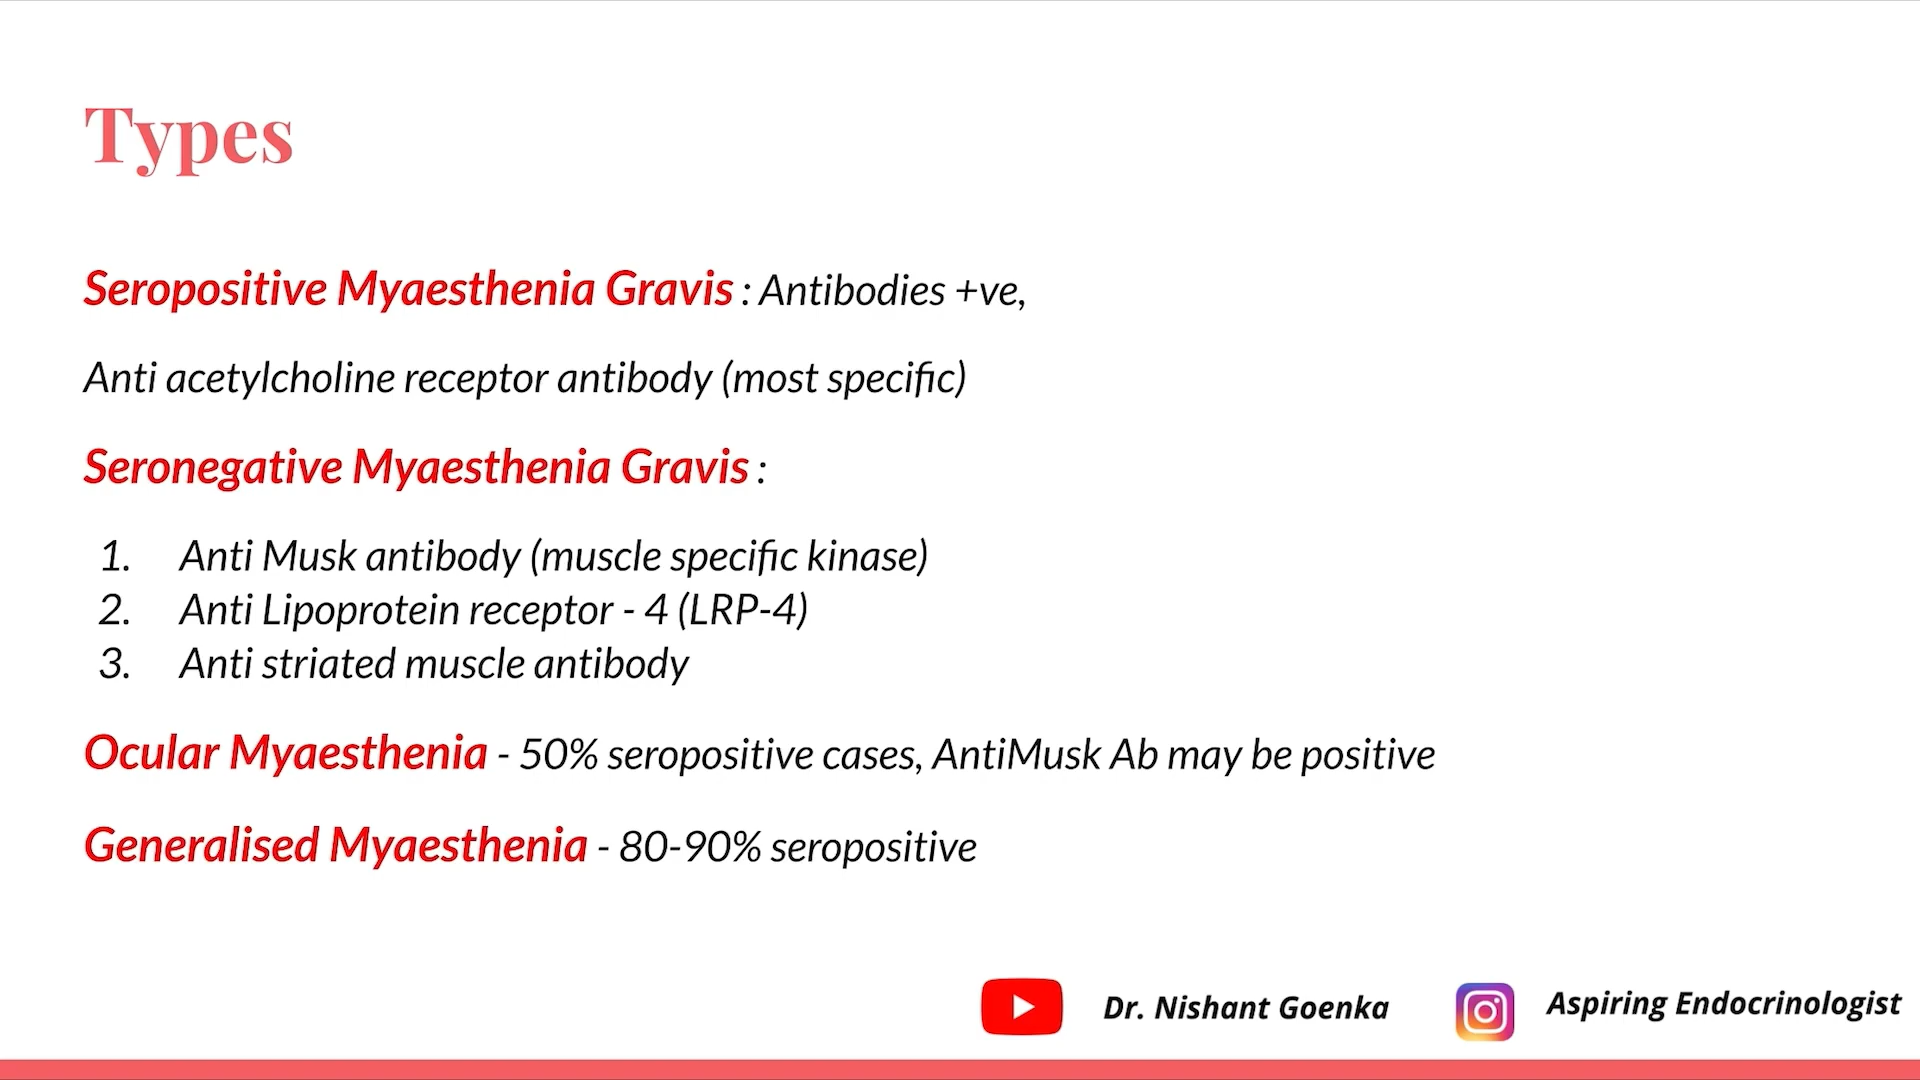 Types
Seropositive Myaesthenia Gravis : Antibodies +ve,
Anti acetylcholine receptor antibody (most specific)
Seronegative Myaesthenia Gravis :
1. Anti Musk antibody (muscle specific kinase)
2. Anti Lipoprotein receptor - 4 (LRP-4)
3. Anti striated muscle antibody
Ocular Myaesthenia - 50% seropositive cases, AntiMusk Ab may be positive
Generalised Myaesthenia - 80-90% seropositive
Dr. Nishant Goenka
Aspiring Endocrinologist